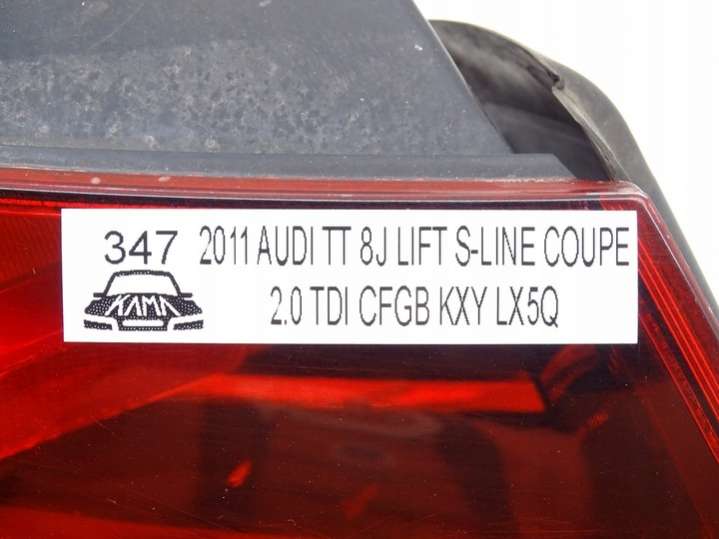 347 2011 AUDI TT 8J LIFT S-LINE COUPE
KAMA 2.0 TDI CFGB KXY LX5Q